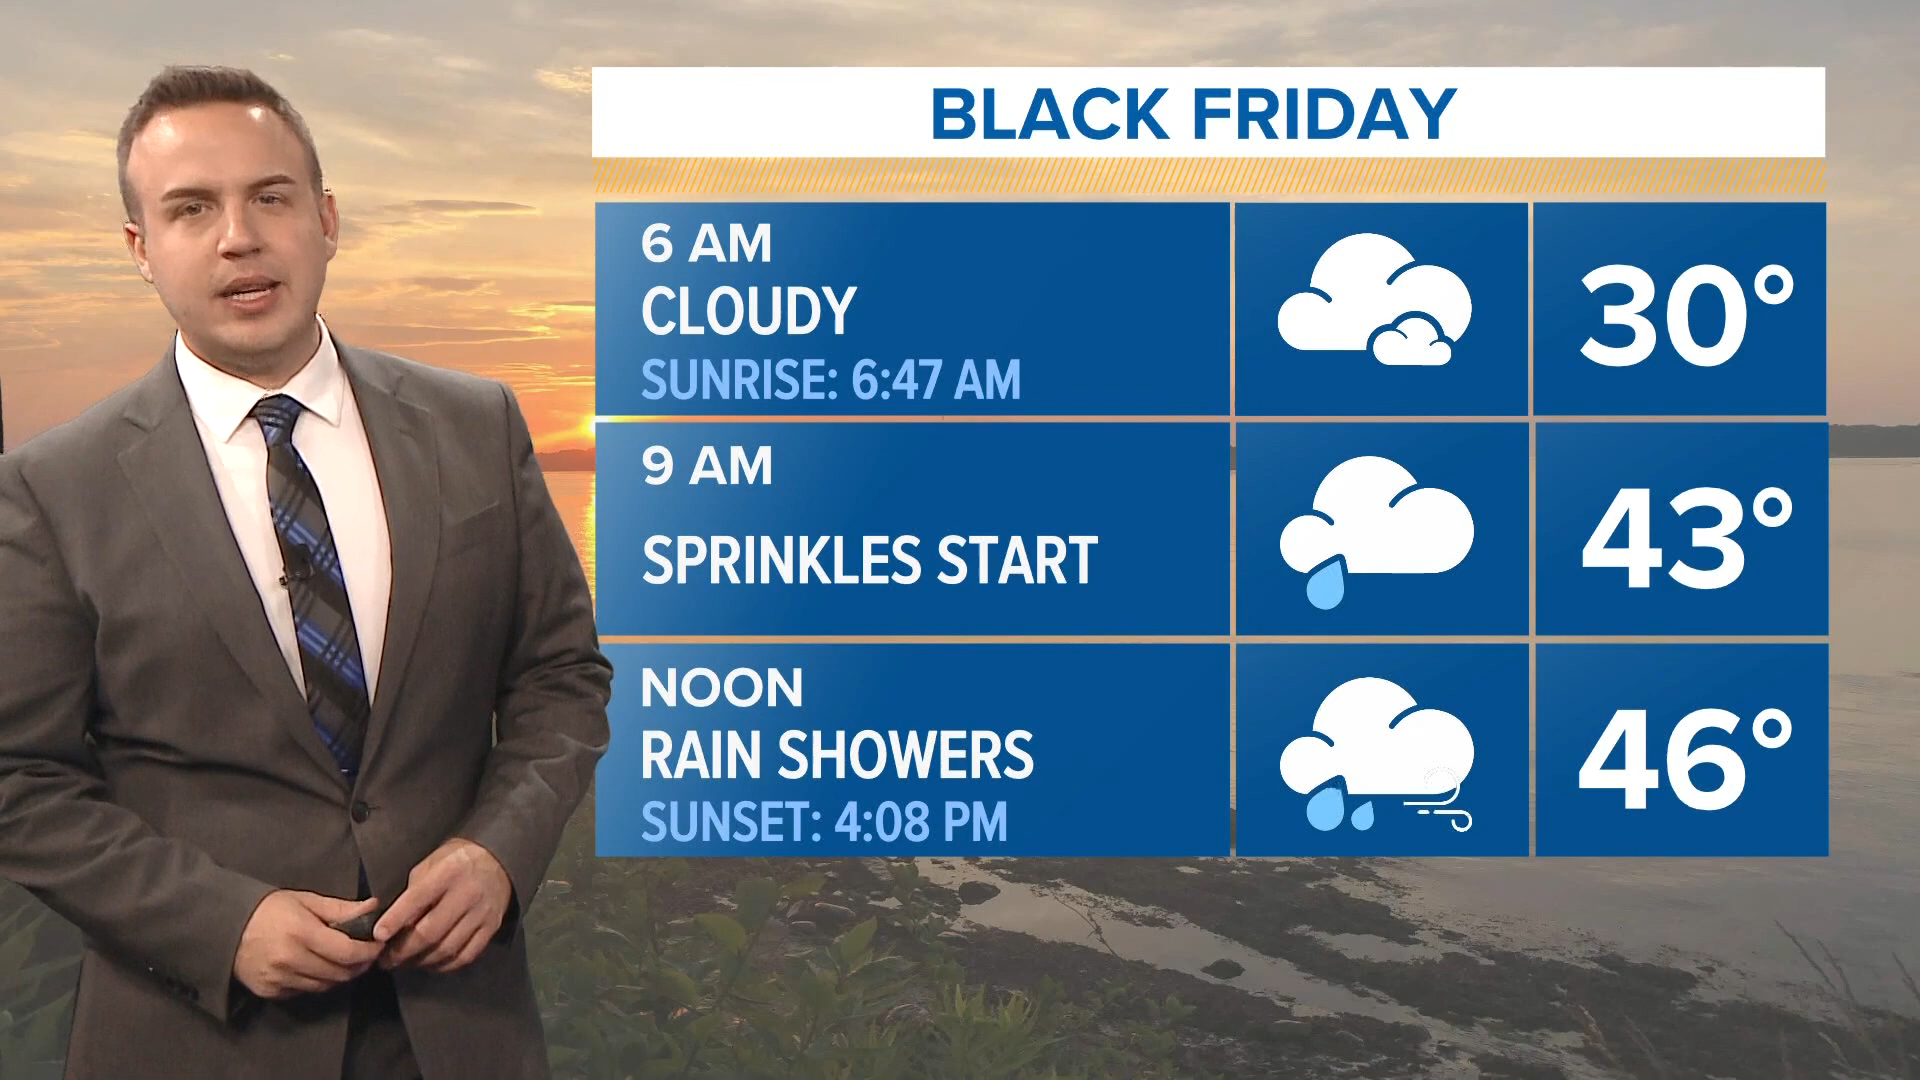 BLACK FRIDAY
6 AM
CLOUDY
SUNRISE: 6:47 AM
30°
9 AM
SPRINKLES START
43°
NOON
RAIN SHOWERS
SUNSET: 4:08 PM
46°